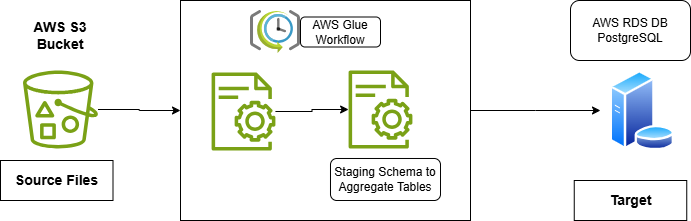 AWS S3
Bucket
Source Files
AWS Glue
Workflow
Staging Schema to
Aggregate Tables
AWS RDS DB
PostgreSQL
Target